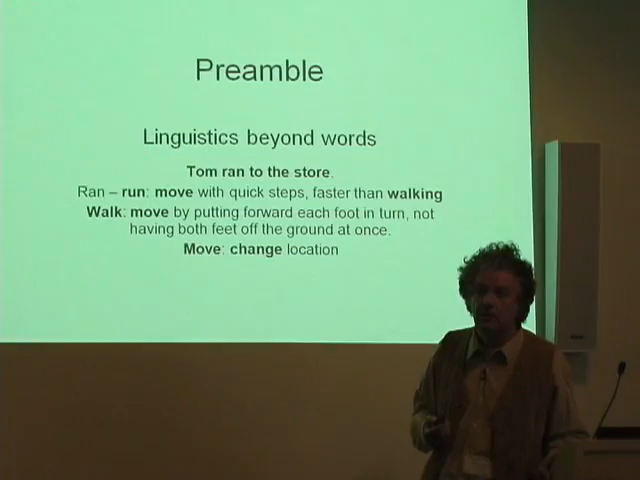 Preamble
Linguistics beyond words
Tom ran to the store.
Ran – run: move with quick steps, faster than walking
Walk: move by putting forward each foot in turn, not
having both feet off the ground at once.
Move: change location